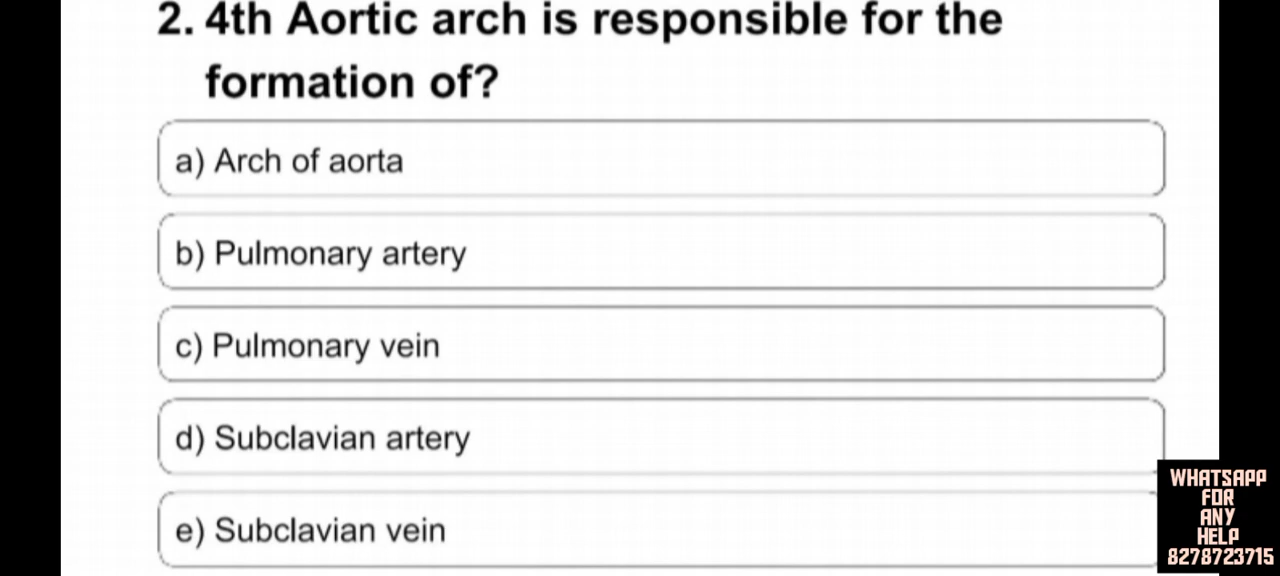 2. 4th Aortic arch is responsible for the
formation of?
a) Arch of aorta
b) Pulmonary artery
c) Pulmonary vein
d) Subclavian artery
e) Subclavian vein
WHATSAPP
FOR
ANY
HELP
8278723715